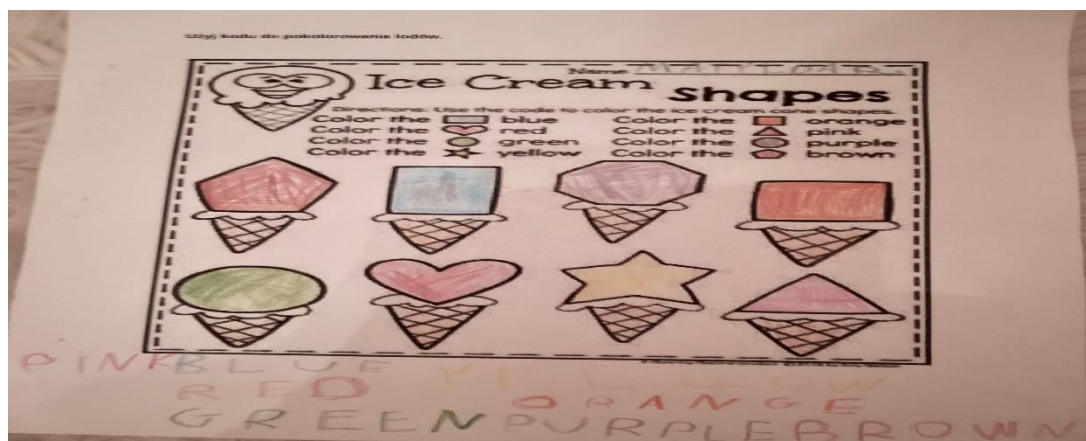 Użyj kodu do pokolorowania lodów.
Name
Ice Cream Shapes
Directions: Use the code to color the ice cream cone shapes.
Color the blue Color the orange
Color the red Color the pink
Color the green Color the purple
Color the yellow Color the brown
PINK BLUE YELLOW
RED ORANGE
GREEN PURPLE BROWN